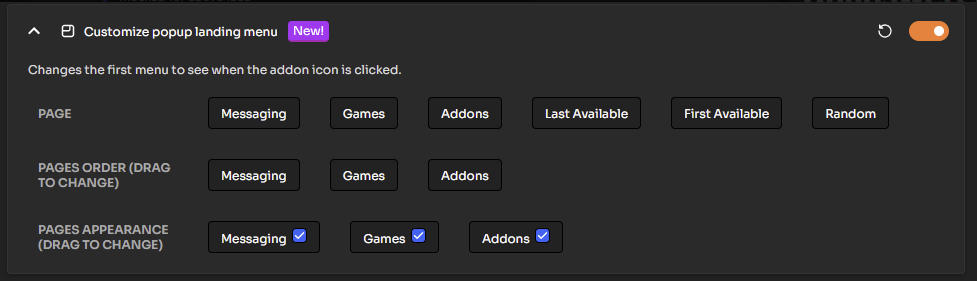 Customize popup landing menu New!
Changes the first menu to see when the addon icon is clicked.
PAGE Messaging Games Addons Last Available First Available Random
PAGES ORDER (DRAG
TO CHANGE) Messaging Games Addons
PAGES APPEARANCE
(DRAG TO CHANGE) Messaging Games Addons